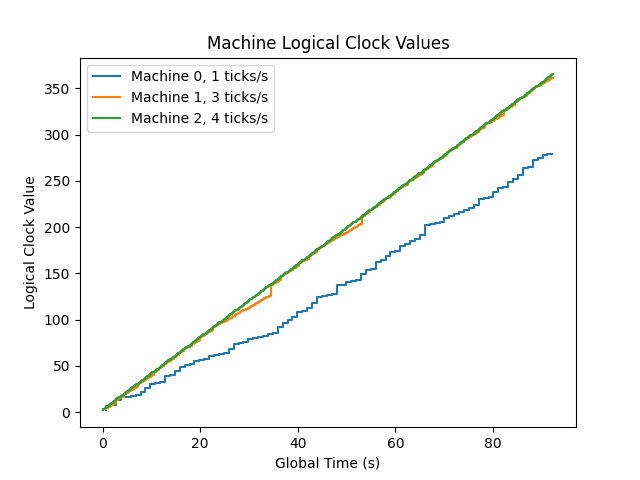 Machine Logical Clock Values
Machine 0, 1 ticks/s
Machine 1, 3 ticks/s
Machine 2, 4 ticks/s
350
300
250
200
150
100
50
0
Logical Clock Value
0 20 40 60 80
Global Time (s)